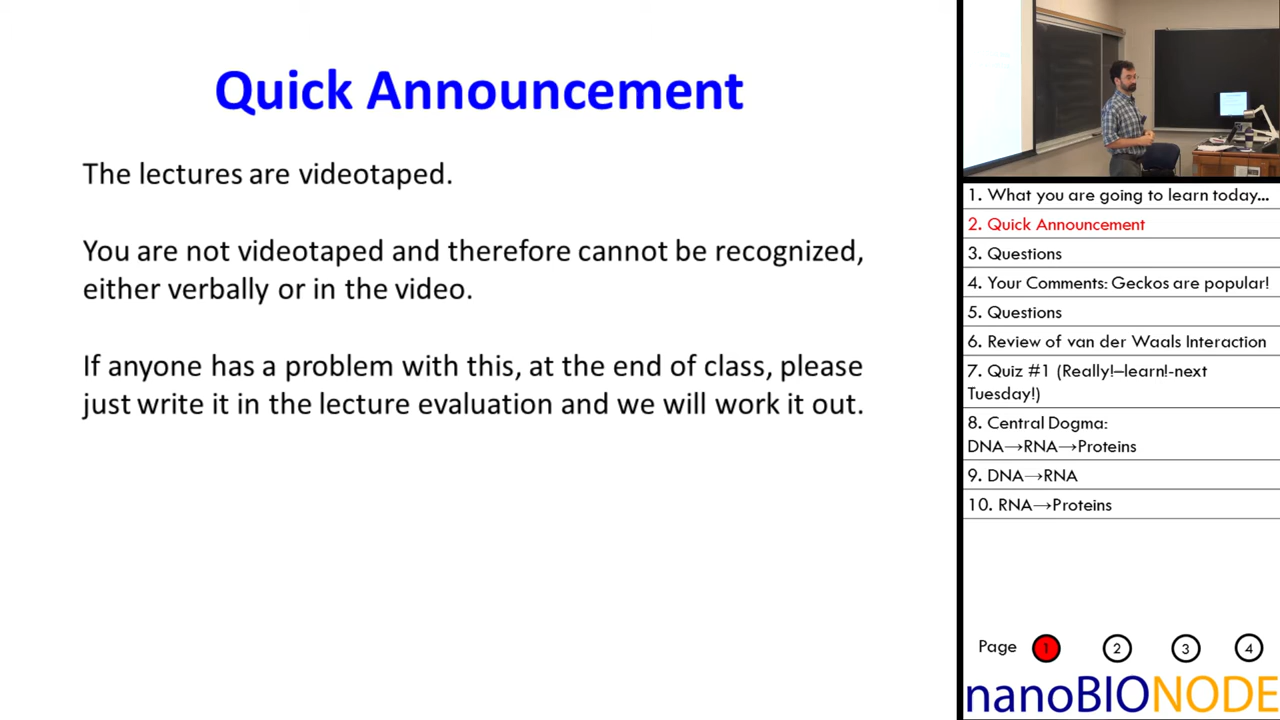 Quick Announcement
The lectures are videotaped.
You are not videotaped and therefore cannot be recognized,
either verbally or in the video.
If anyone has a problem with this, at the end of class, please
just write it in the lecture evaluation and we will work it out.
1. What you are going to learn today...
2. Quick Announcement
3. Questions
4. Your Comments: Geckos are popular!
5. Questions
6. Review of van der Waals Interaction
7. Quiz #1 (Really!–learn!-next
Tuesday!)
8. Central Dogma:
DNA→RNA→Proteins
9. DNA→RNA
10. RNA→Proteins
Page 1 2 3 4
nanoBIONODE